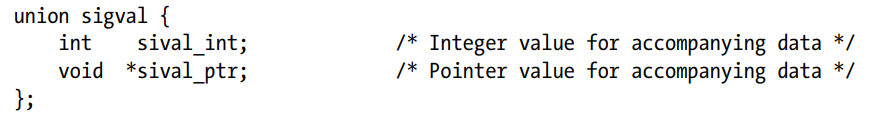 union sigval {
    int    sival_int;             /* Integer value for accompanying data */
    void  *sival_ptr;             /* Pointer value for accompanying data */
};